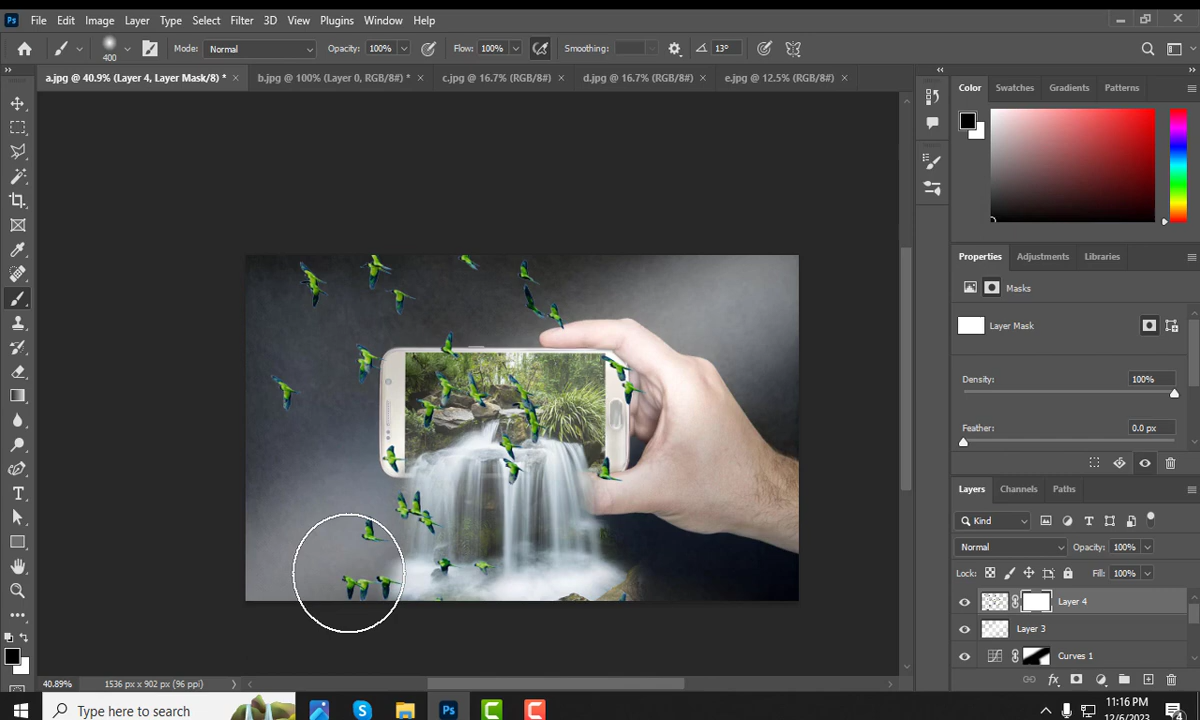 Ps File Edit Image Layer Type Select Filter 3D View Plugins Window Help
400 Mode: Normal Opacity: 100% Flow: 100% Smoothing: 13°
a.jpg @ 40.9% (Layer 4, Layer Mask/8) * b.jpg @ 100% (Layer 0, RGB/8#) * c.jpg @ 16.7% (RGB/8#) d.jpg @ 16.7% (RGB/8#) e.jpg @ 12.5% (RGB/8#)
Color Swatches Gradients Patterns
Properties Adjustments Libraries
Masks
Layer Mask
Density: 100%
Feather: 0.0 px
Layers Channels Paths
Kind
Normal Opacity: 100%
Lock: Fill: 100%
Layer 4
Layer 3
Curves 1
40.89% 1536 px x 902 px (96 ppi)
Type here to search
Ps
11:16 PM
12/6/2023
4